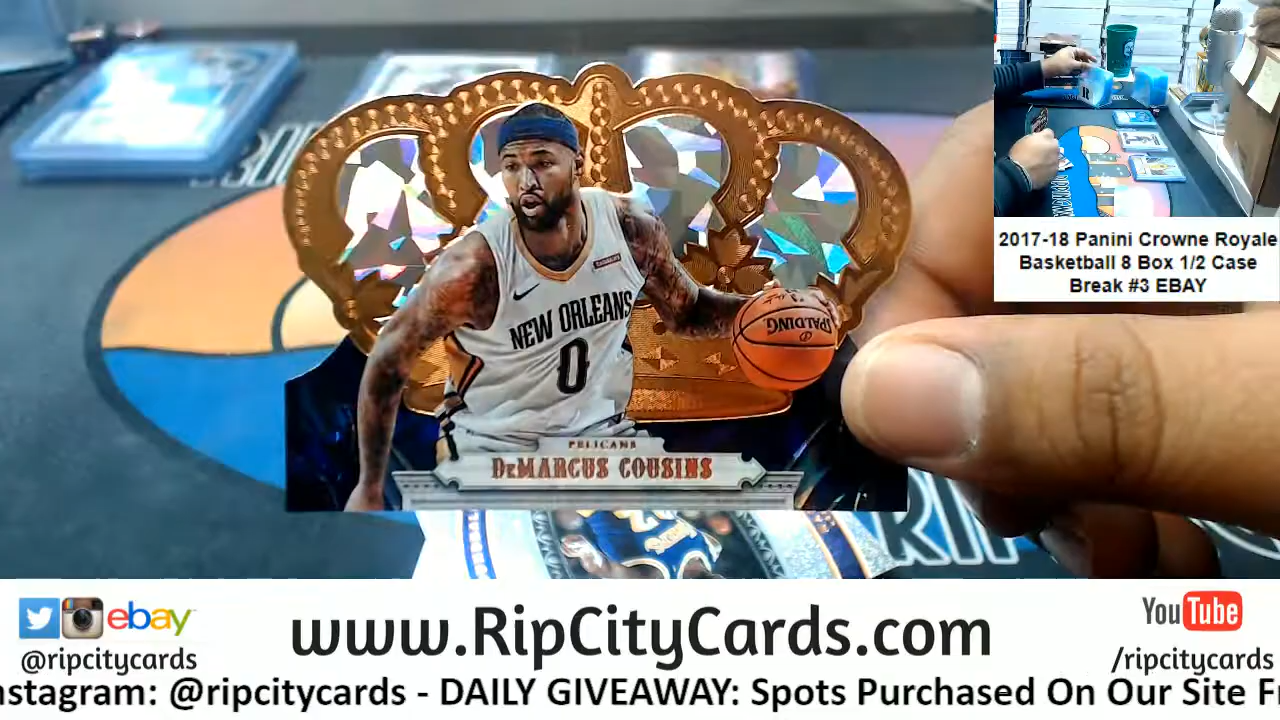 2017-18 Panini Crowne Royale
Basketball 8 Box 1/2 Case
Break #3 EBAY
NEW ORLEANS
0
SPALDING
PELICANS
DeMARCUS COUSINS
RIP
ebay
www.RipCityCards.com
YouTube
@ripcitycards
/ripcitycards
nstagram: @ripcitycards - DAILY GIVEAWAY: Spots Purchased On Our Site F